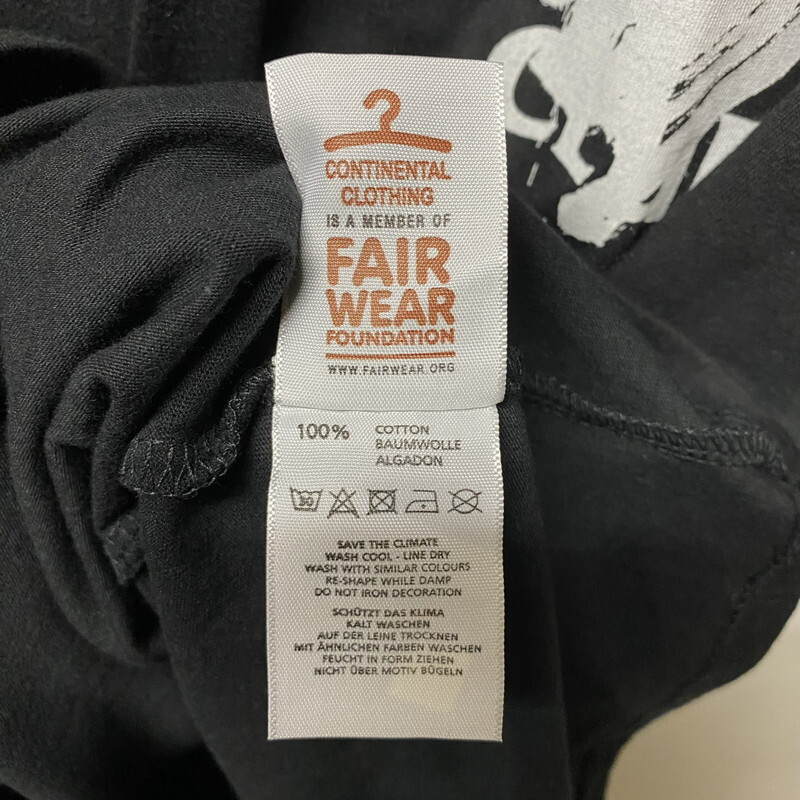 CONTINENTAL
CLOTHING
IS A MEMBER OF
FAIR
WEAR
FOUNDATION
WWW.FAIRWEAR.ORG
100% COTTON
BAUMWOLLE
ALGADON
30
SAVE THE CLIMATE
WASH COOL - LINE DRY
WASH WITH SIMILAR COLOURS
RE-SHAPE WHILE DAMP
DO NOT IRON DECORATION
SCHÜTZT DAS KLIMA
KALT WASCHEN
AUF DER LEINE TROCKNEN
MIT ÄHNLICHEN FARBEN WASCHEN
FEUCHT IN FORM ZIEHEN
NICHT ÜBER MOTIV BÜGELN